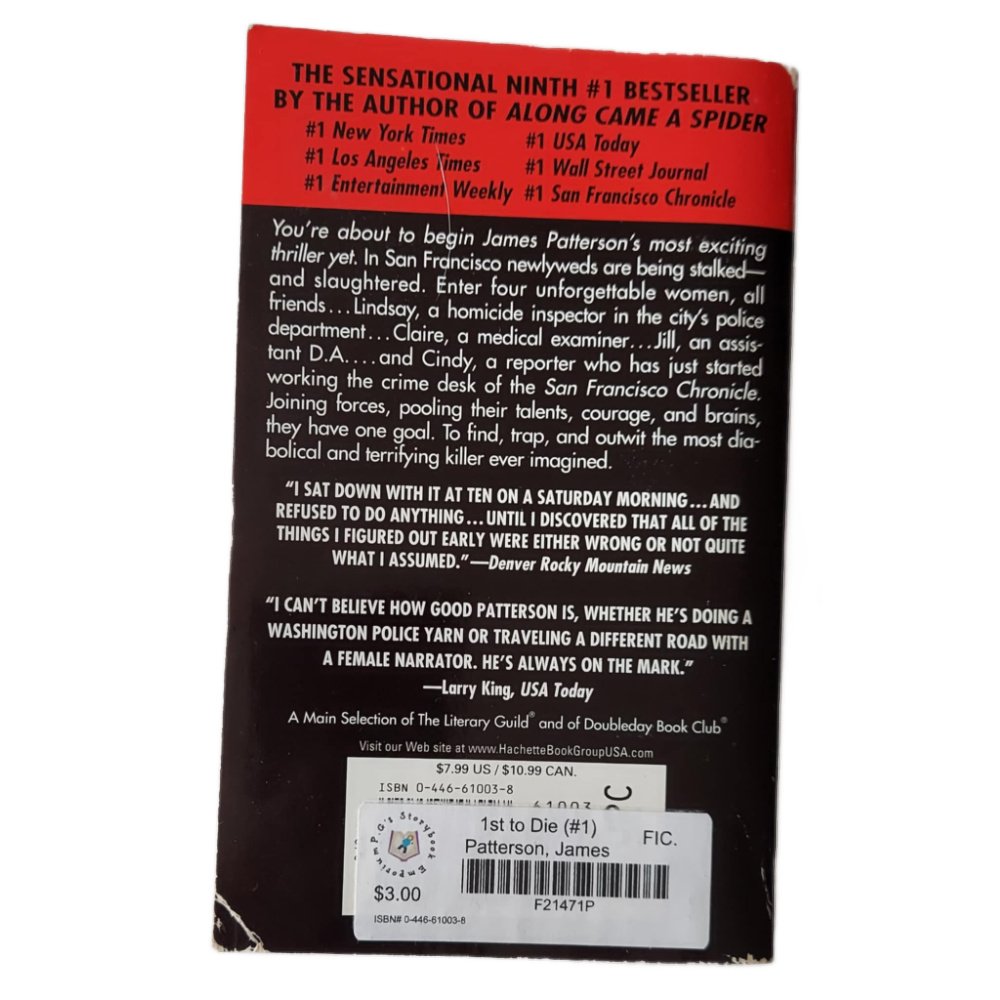 THE SENSATIONAL NINTH #1 BESTSELLER
BY THE AUTHOR OF ALONG CAME A SPIDER
#1 New York Times #1 USA Today
#1 Los Angeles Times #1 Wall Street Journal
#1 Entertainment Weekly #1 San Francisco Chronicle
You're about to begin James Patterson's most exciting
thriller yet. In San Francisco newlyweds are being stalked—
and slaughtered. Enter four unforgettable women, all
friends...Lindsay, a homicide inspector in the city's police
department...Claire, a medical examiner...Jill, an assis-
tant D.A....and Cindy, a reporter who has just started
working the crime desk of the San Francisco Chronicle.
Joining forces, pooling their talents, courage, and brains,
they have one goal. To find, trap, and outwit the most dia-
bolical and terrifying killer ever imagined.
"I SAT DOWN WITH IT AT TEN ON A SATURDAY MORNING...AND
REFUSED TO DO ANYTHING...UNTIL I DISCOVERED THAT ALL OF THE
THINGS I FIGURED OUT EARLY WERE EITHER WRONG OR NOT QUITE
WHAT I ASSUMED."—Denver Rocky Mountain News
"I CAN'T BELIEVE HOW GOOD PATTERSON IS, WHETHER HE'S DOING A
WASHINGTON POLICE YARN OR TRAVELING A DIFFERENT ROAD WITH
A FEMALE NARRATOR. HE'S ALWAYS ON THE MARK."
—Larry King, USA Today
A Main Selection of The Literary Guild® and of Doubleday Book Club®
Visit our Web site at www.HachetteBookGroupUSA.com
$7.99 US / $10.99 CAN.
ISBN 0-446-61003-8
61003
P.G's Storybook Emporium
1st to Die (#1)
FIC.
Patterson, James
$3.00
F21471P
ISBN# 0-446-61003-8